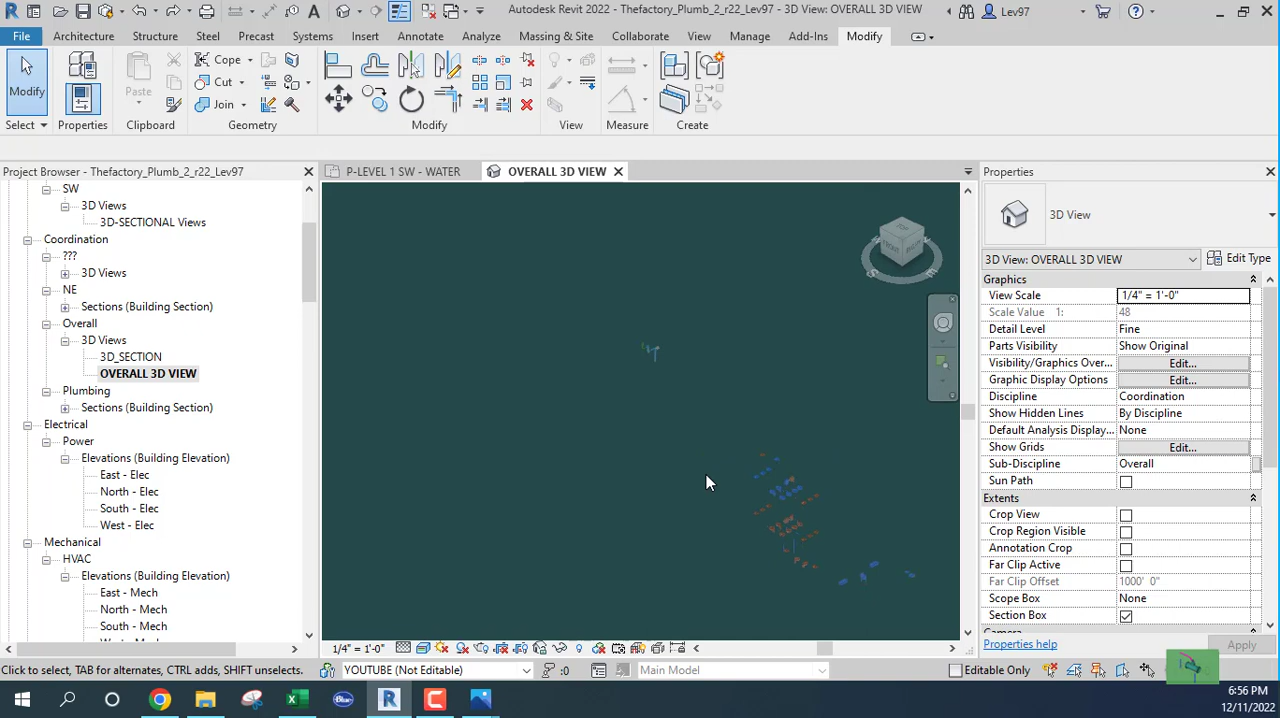 Autodesk Revit 2022 - Thefactory_Plumb_2_r22_Lev97 - 3D View: OVERALL 3D VIEW
Lev97
File Architecture Structure Steel Precast Systems Insert Annotate Analyze Massing & Site Collaborate View Manage Add-Ins Modify
Modify
Paste
Cope
Cut
Join
Select Properties Clipboard Geometry Modify View Measure Create
Project Browser - Thefactory_Plumb_2_r22_Lev97
P-LEVEL 1 SW - WATER
OVERALL 3D VIEW
Properties
SW
3D Views
3D-SECTIONAL Views
Coordination
???
3D Views
NE
Sections (Building Section)
Overall
3D Views
3D_SECTION
OVERALL 3D VIEW
Plumbing
Sections (Building Section)
Electrical
Power
Elevations (Building Elevation)
East - Elec
North - Elec
South - Elec
West - Elec
Mechanical
HVAC
Elevations (Building Elevation)
East - Mech
North - Mech
South - Mech
3D View
3D View: OVERALL 3D VIEW
Edit Type
Graphics
View Scale 1/4" = 1'-0"
Scale Value 1: 48
Detail Level Fine
Parts Visibility Show Original
Visibility/Graphics Over... Edit...
Graphic Display Options Edit...
Discipline Coordination
Show Hidden Lines By Discipline
Default Analysis Display... None
Show Grids Edit...
Sub-Discipline Overall
Sun Path
Extents
Crop View
Crop Region Visible
Annotation Crop
Far Clip Active
Far Clip Offset 1000' 0"
Scope Box None
Section Box
Properties help
Apply
1/4" = 1'-0"
Click to select, TAB for alternates, CTRL adds, SHIFT unselects.
YOUTUBE (Not Editable)
:0
Main Model
Editable Only
6:56 PM
12/11/2022